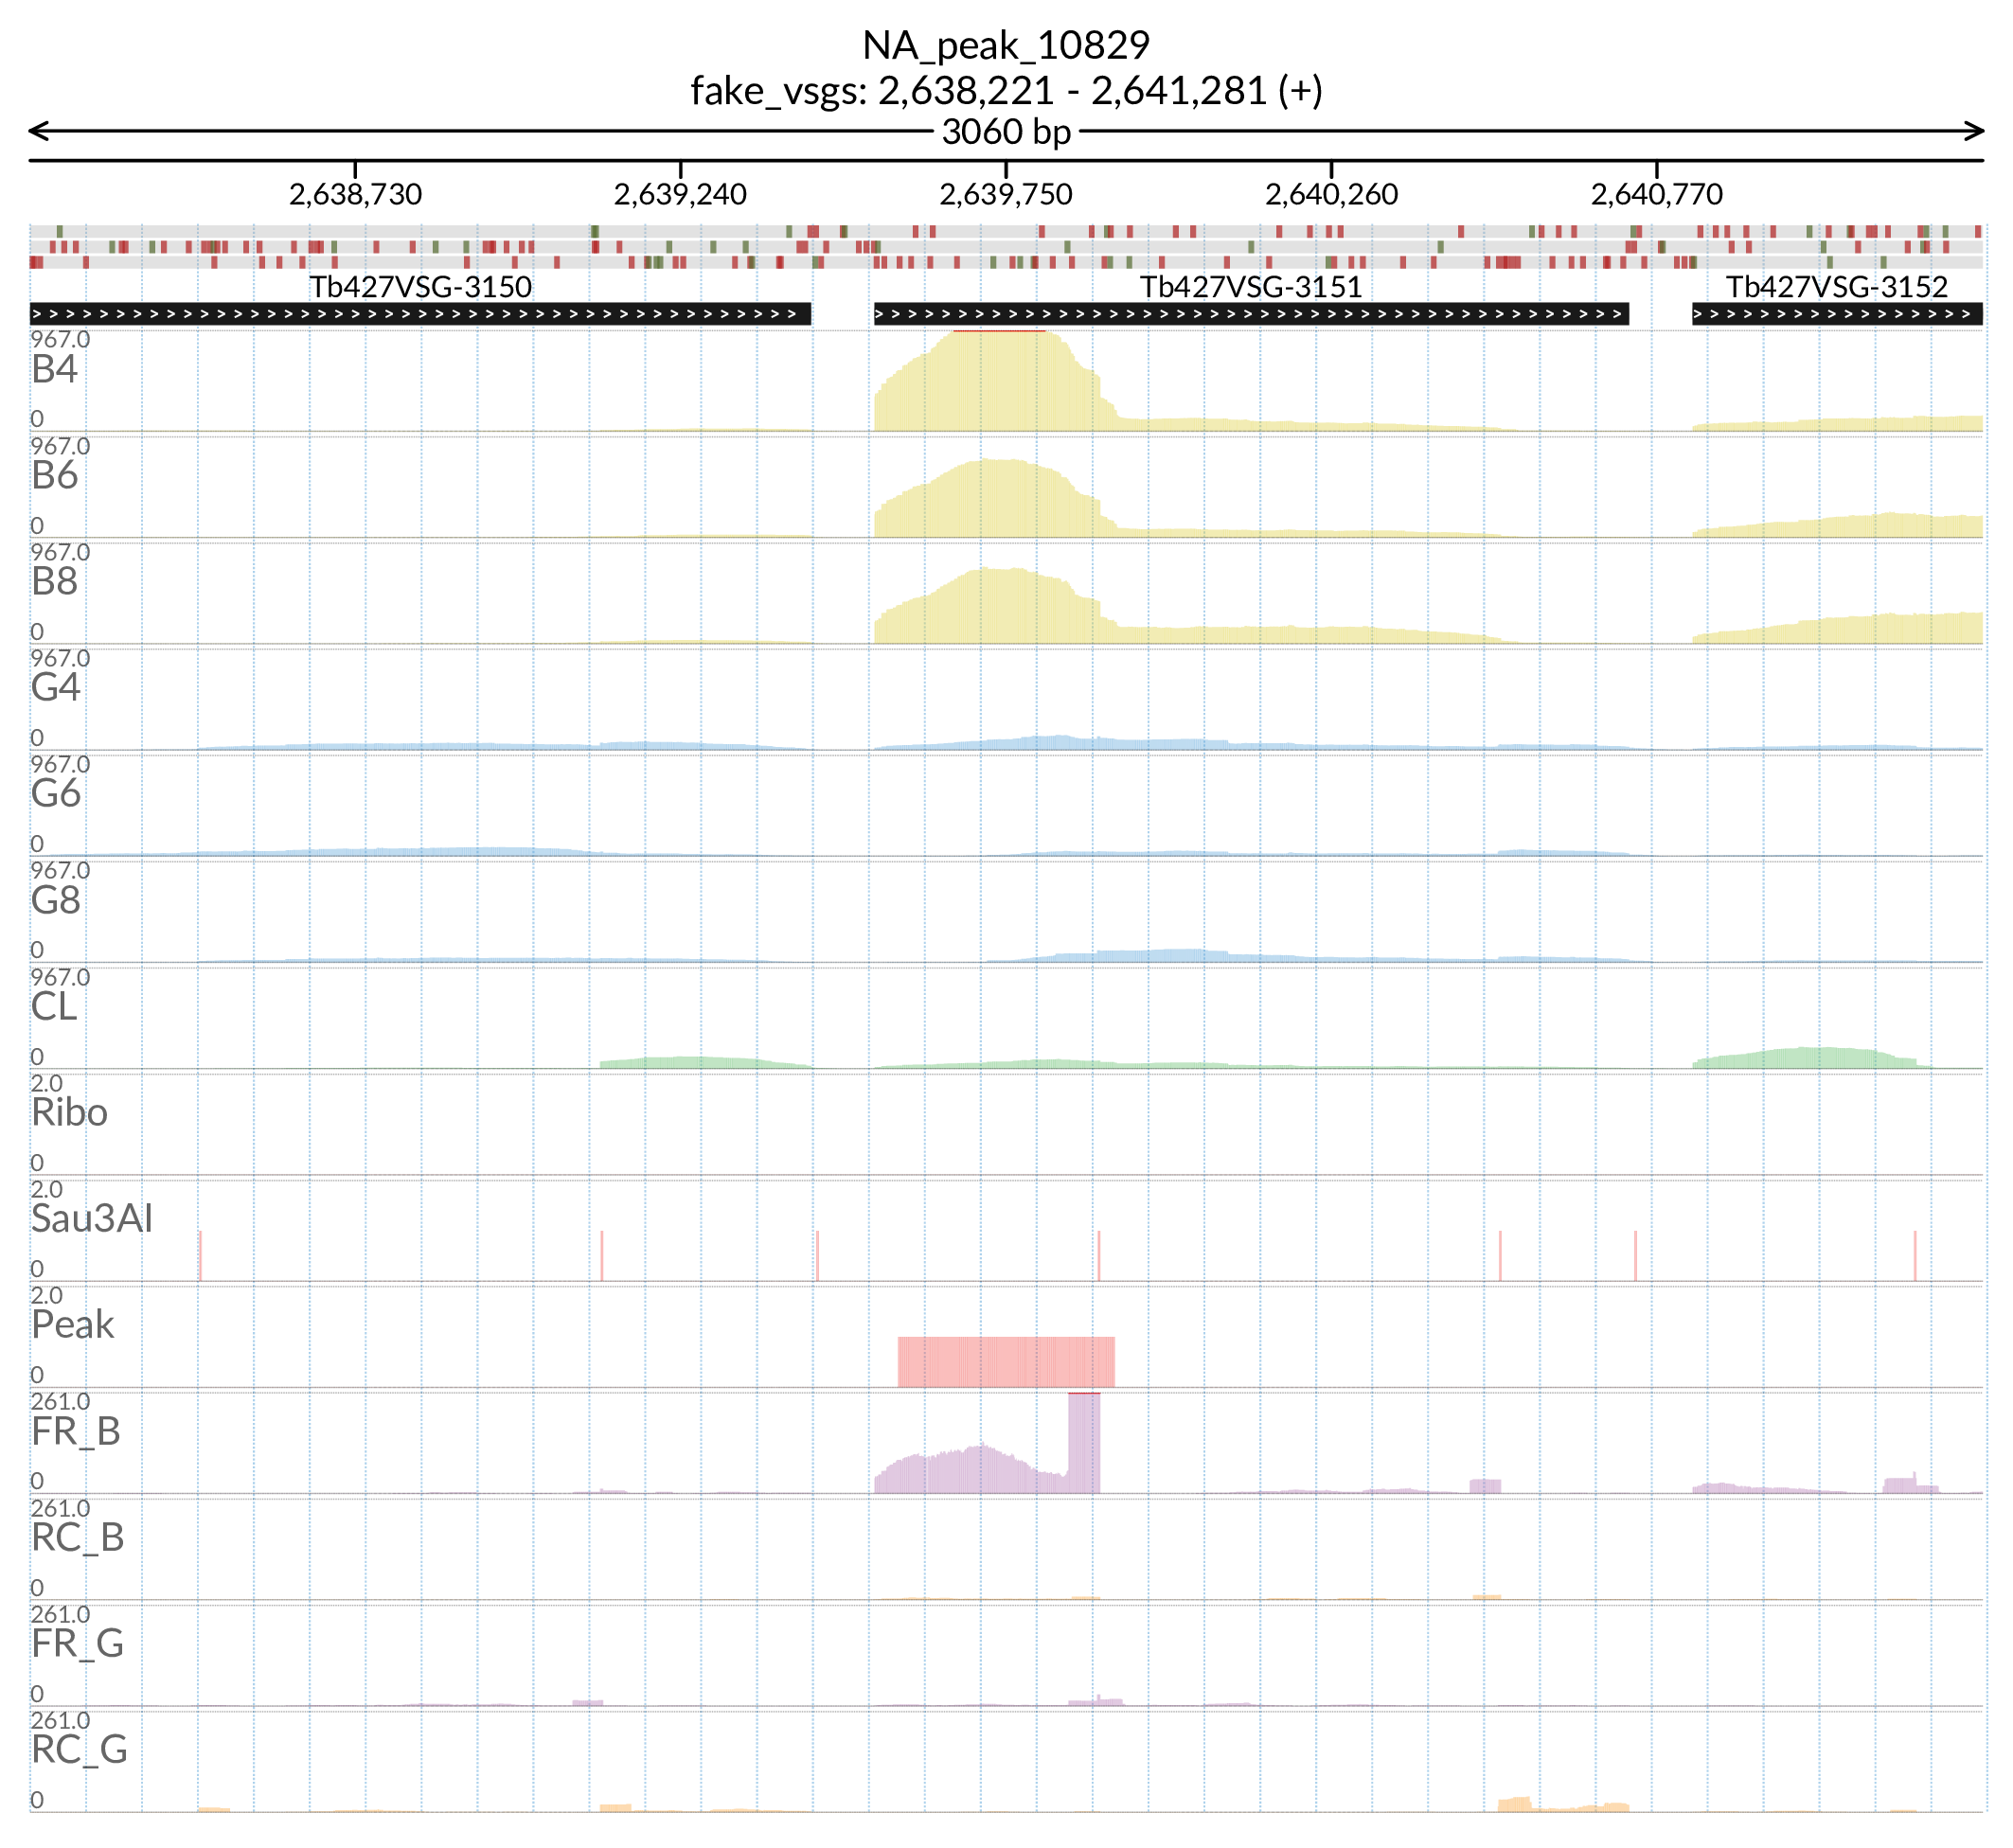 NA_peak_10829
fake_vsgs: 2,638,221 - 2,641,281 (+)
3060 bp
2,638,730 2,639,240 2,639,750 2,640,260 2,640,770
Tb427VSG-3150 Tb427VSG-3151 Tb427VSG-3152
967.0
B4
0
967.0
B6
0
967.0
B8
0
967.0
G4
0
967.0
G6
0
967.0
G8
0
967.0
CL
0
2.0
Ribo
0
2.0
Sau3AI
0
2.0
Peak
0
261.0
FR_B
0
261.0
RC_B
0
261.0
FR_G
0
261.0
RC_G
0